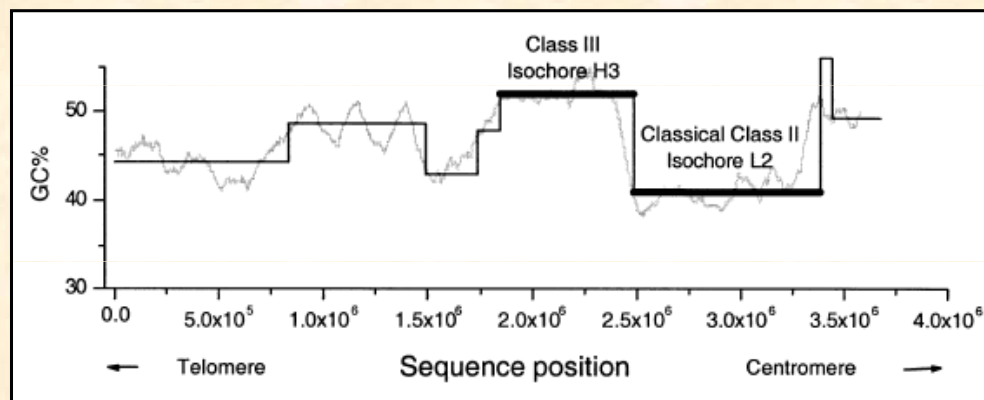 Class III
Isochore H3
Classical Class II
Isochore L2
GC%
50
40
30
0.0 5.0x10⁵ 1.0x10⁶ 1.5x10⁶ 2.0x10⁶ 2.5x10⁶ 3.0x10⁶ 3.5x10⁶ 4.0x10⁶
Telomere Sequence position Centromere